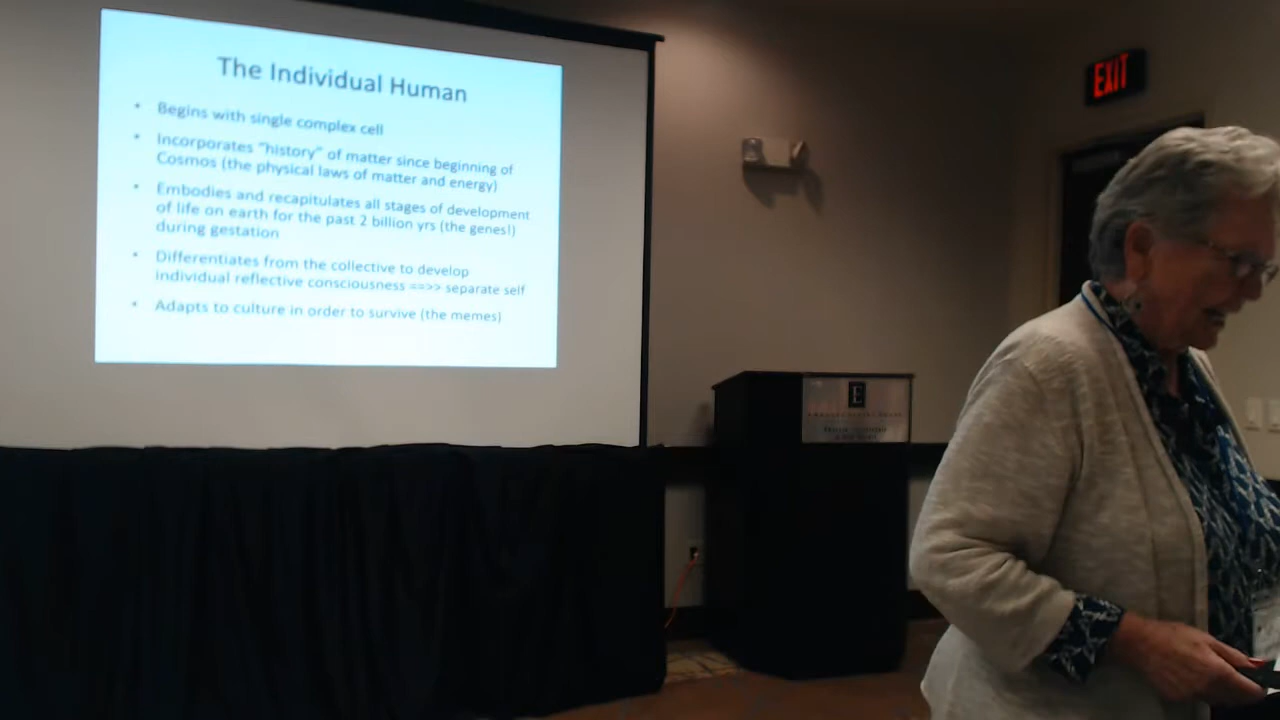 The Individual Human
• Begins with single complex cell
• Incorporates "history" of matter since beginning of
Cosmos (the physical laws of matter and energy)
• Embodies and recapitulates all stages of development
of life on earth for the past 2 billion yrs (the genes!)
during gestation
• Differentiates from the collective to develop
individual reflective consciousness ==>> separate self
• Adapts to culture in order to survive (the memes)
EXIT
E